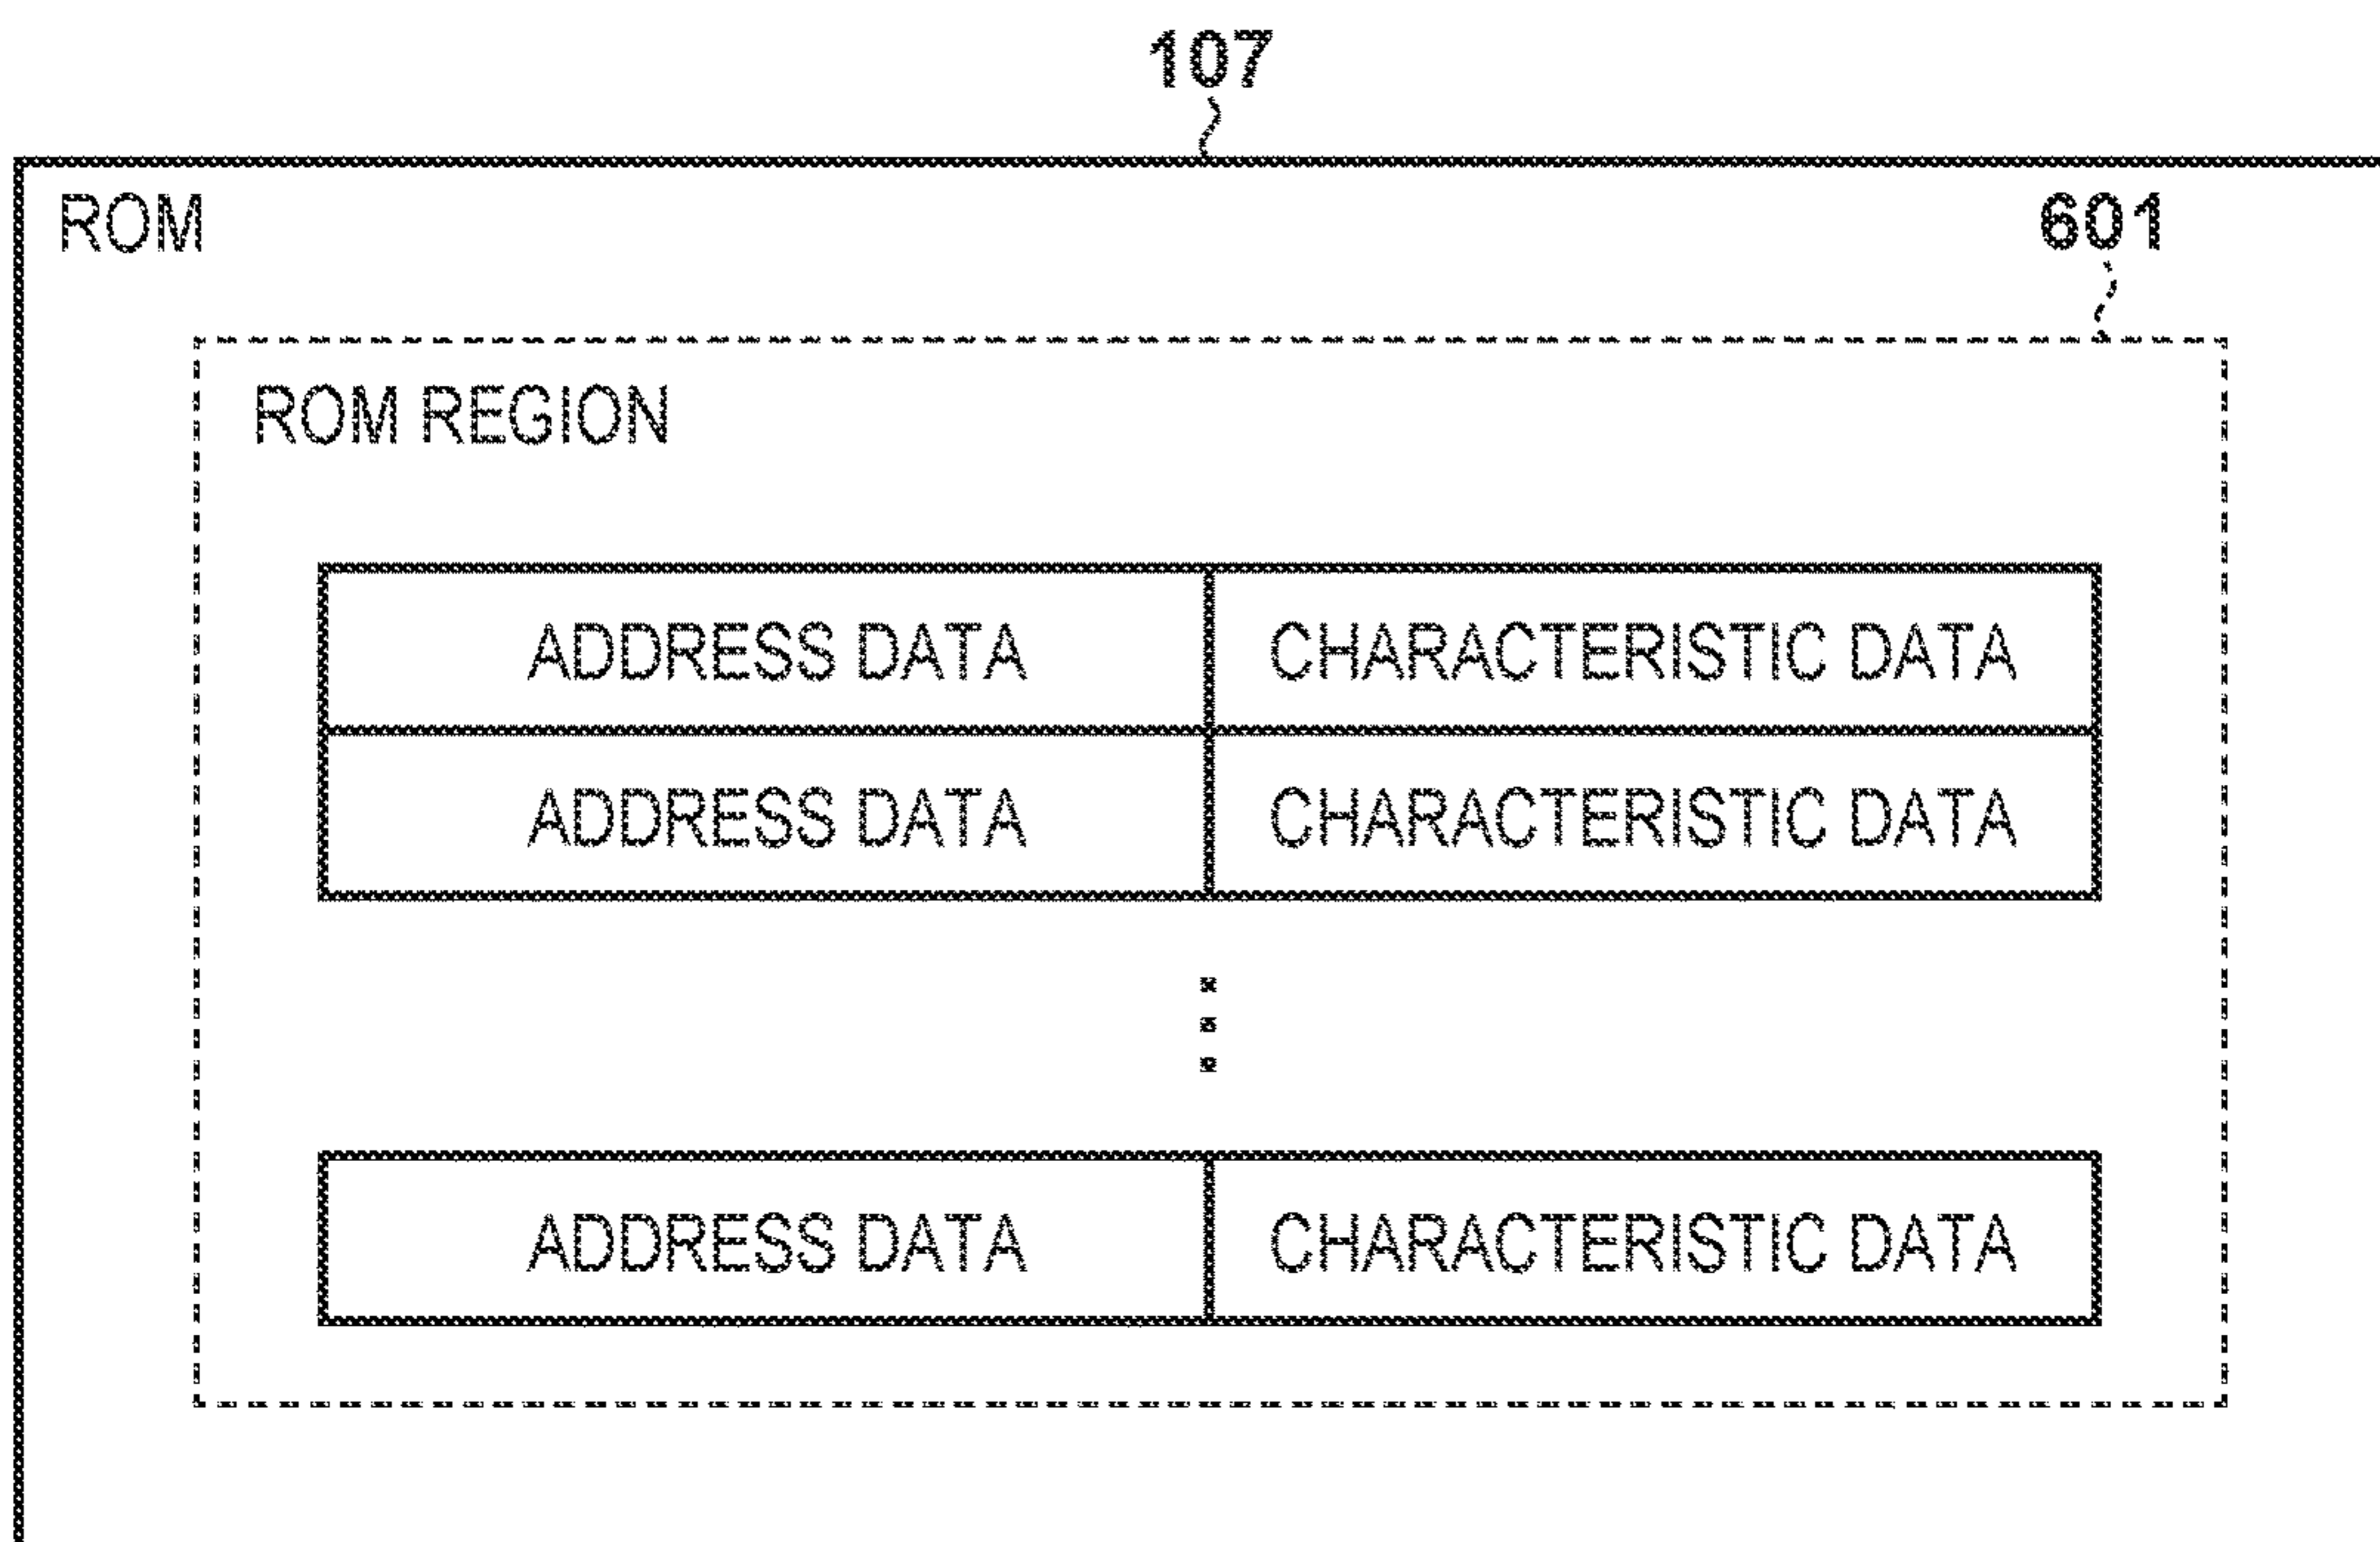 107
ROM
601
ROM REGION
ADDRESS DATA CHARACTERISTIC DATA
ADDRESS DATA CHARACTERISTIC DATA
ADDRESS DATA CHARACTERISTIC DATA